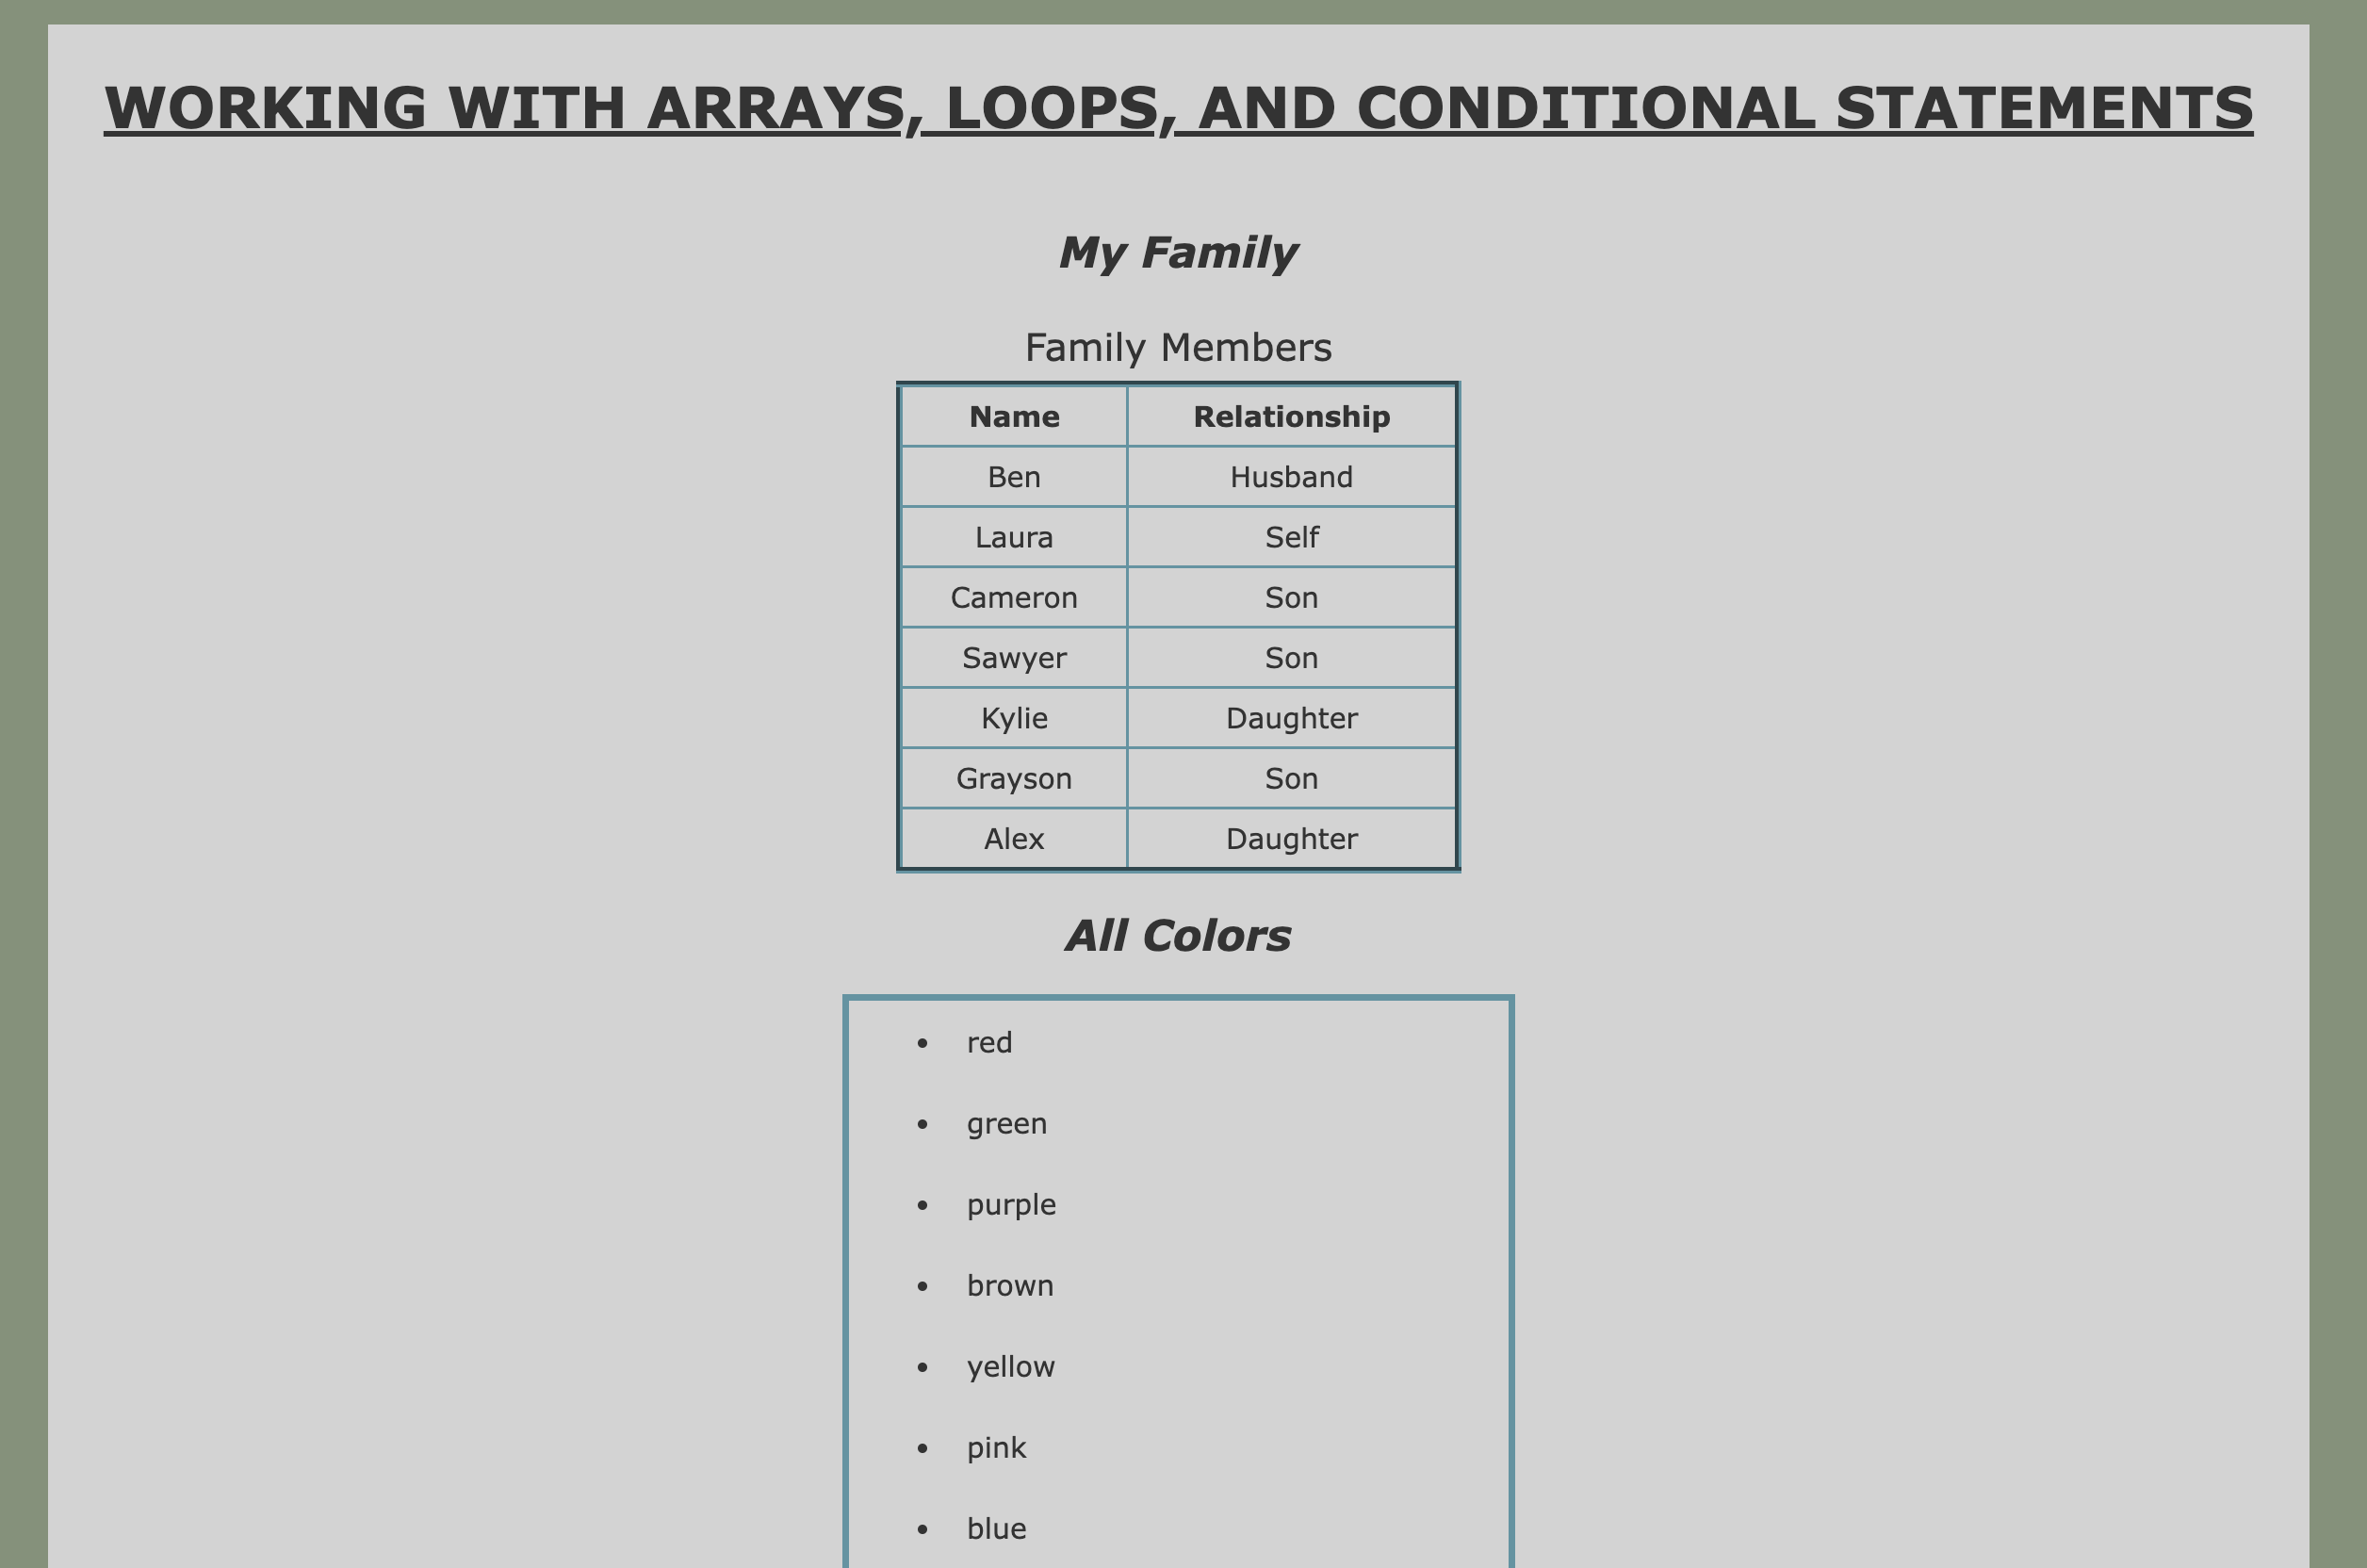 WORKING WITH ARRAYS, LOOPS, AND CONDITIONAL STATEMENTS
My Family
Family Members
Name Relationship
Ben Husband
Laura Self
Cameron Son
Sawyer Son
Kylie Daughter
Grayson Son
Alex Daughter
All Colors
• red
• green
• purple
• brown
• yellow
• pink
• blue